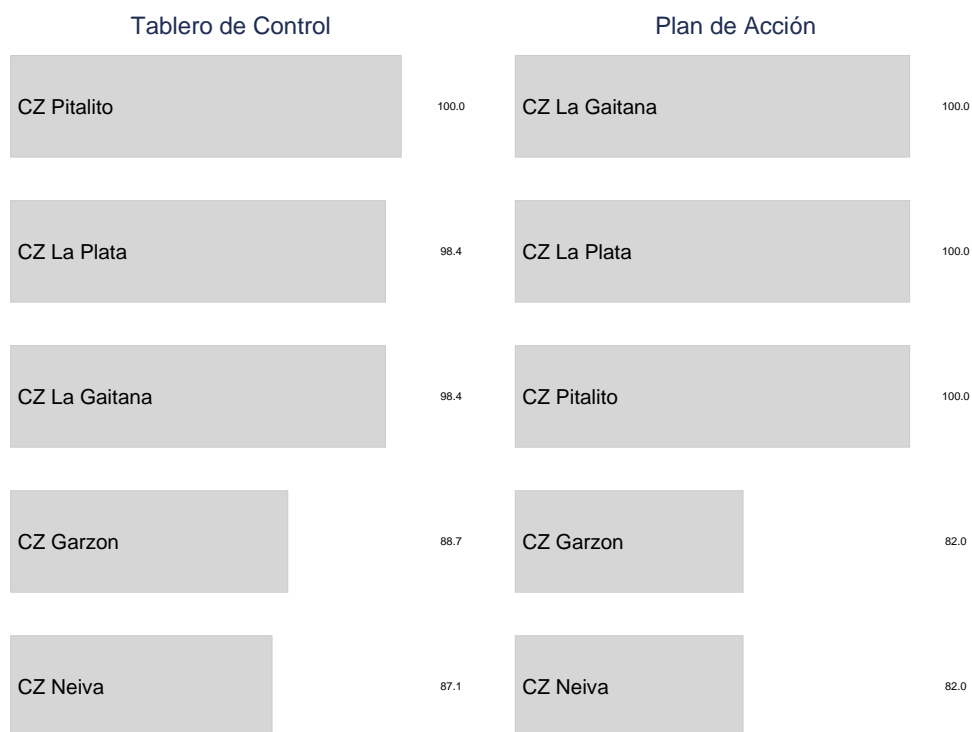 Tablero de Control
CZ Pitalito 100.0
CZ La Plata 98.4
CZ La Gaitana 98.4
CZ Garzon 88.7
CZ Neiva 87.1
Plan de Acción
CZ La Gaitana 100.0
CZ La Plata 100.0
CZ Pitalito 100.0
CZ Garzon 82.0
CZ Neiva 82.0